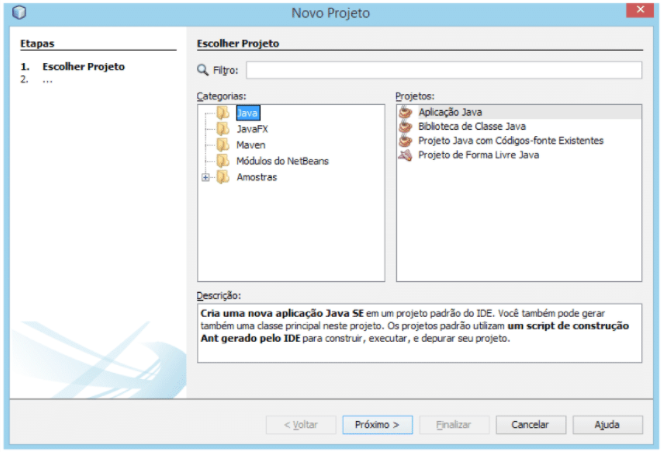 Novo Projeto
Etapas
1. Escolher Projeto
2. ...
Escolher Projeto
Filtro:
Categorias:
Java
JavaFX
Maven
Módulos do NetBeans
Amostras
Projetos:
Aplicação Java
Biblioteca de Classe Java
Projeto Java com Códigos-fonte Existentes
Projeto de Forma Livre Java
Descrição:
Cria uma nova aplicação Java SE em um projeto padrão do IDE. Você também pode gerar
também uma classe principal neste projeto. Os projetos padrão utilizam um script de construção
Ant gerado pelo IDE para construir, executar, e depurar seu projeto.
< Voltar
Próximo >
Finalizar
Cancelar
Ajuda